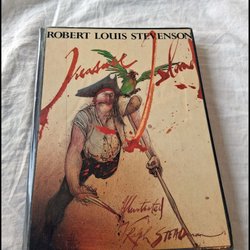 ROBERT LOUIS STEVENSON
Treasure Island
Illustrated
by
Ralph STEADman